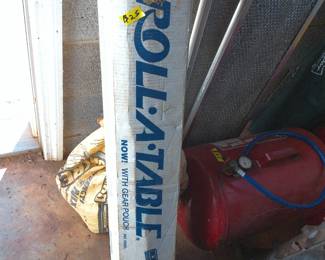 $25
ROLL-A-TABLE
NOW! WITH GEAR POUCH